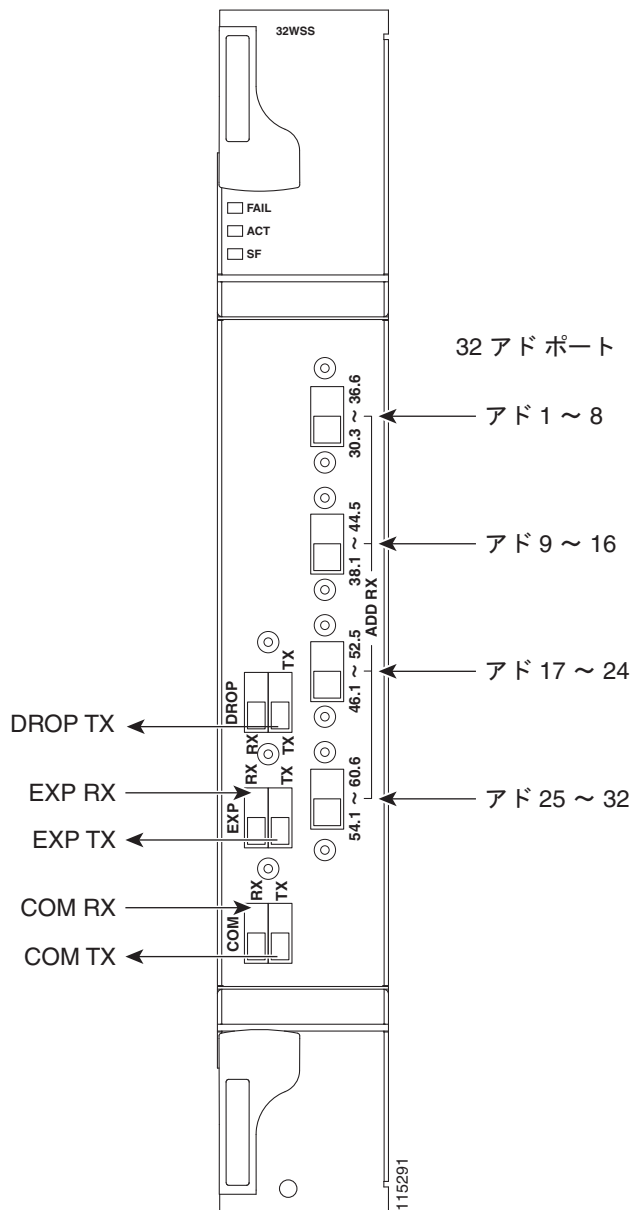 32WSS
FAIL
ACT
SF
32 アド ポート
30.3 ~ 36.6
アド 1 ～ 8
38.1 ~ 44.5
アド 9 ～ 16
ADD RX
46.1 ~ 52.5
アド 17 ～ 24
54.1 ~ 60.6
アド 25 ～ 32
DROP
RX
TX
TX
DROP TX
EXP
RX
TX
EXP RX
EXP TX
COM
RX
TX
COM RX
COM TX
115291